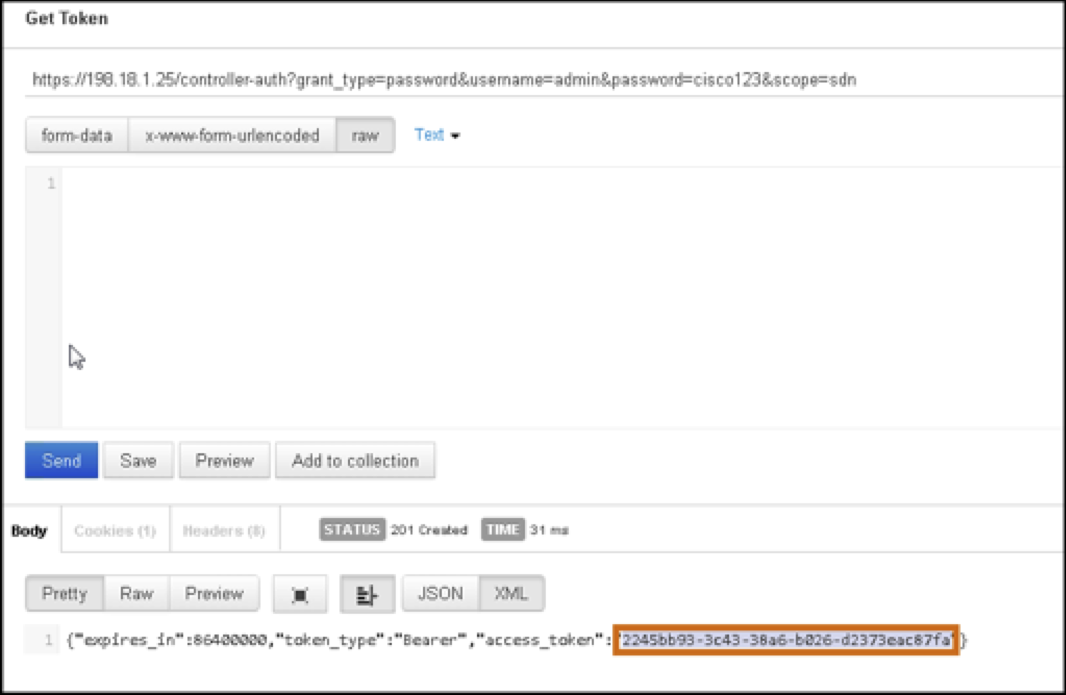 Get Token
https://198.18.1.25/controller-auth?grant_type=password&username=admin&password=cisco123&scope=sdn
form-data x-www-form-urlencoded raw Text
1
Send Save Preview Add to collection
Body Cookies (1) Headers (8) STATUS 201 Created TIME 31 ms
Pretty Raw Preview JSON XML
1 {"expires_in":86400000,"token_type":"Bearer","access_token":"2245bb93-3c43-38a6-b026-d2373eac87fa"}